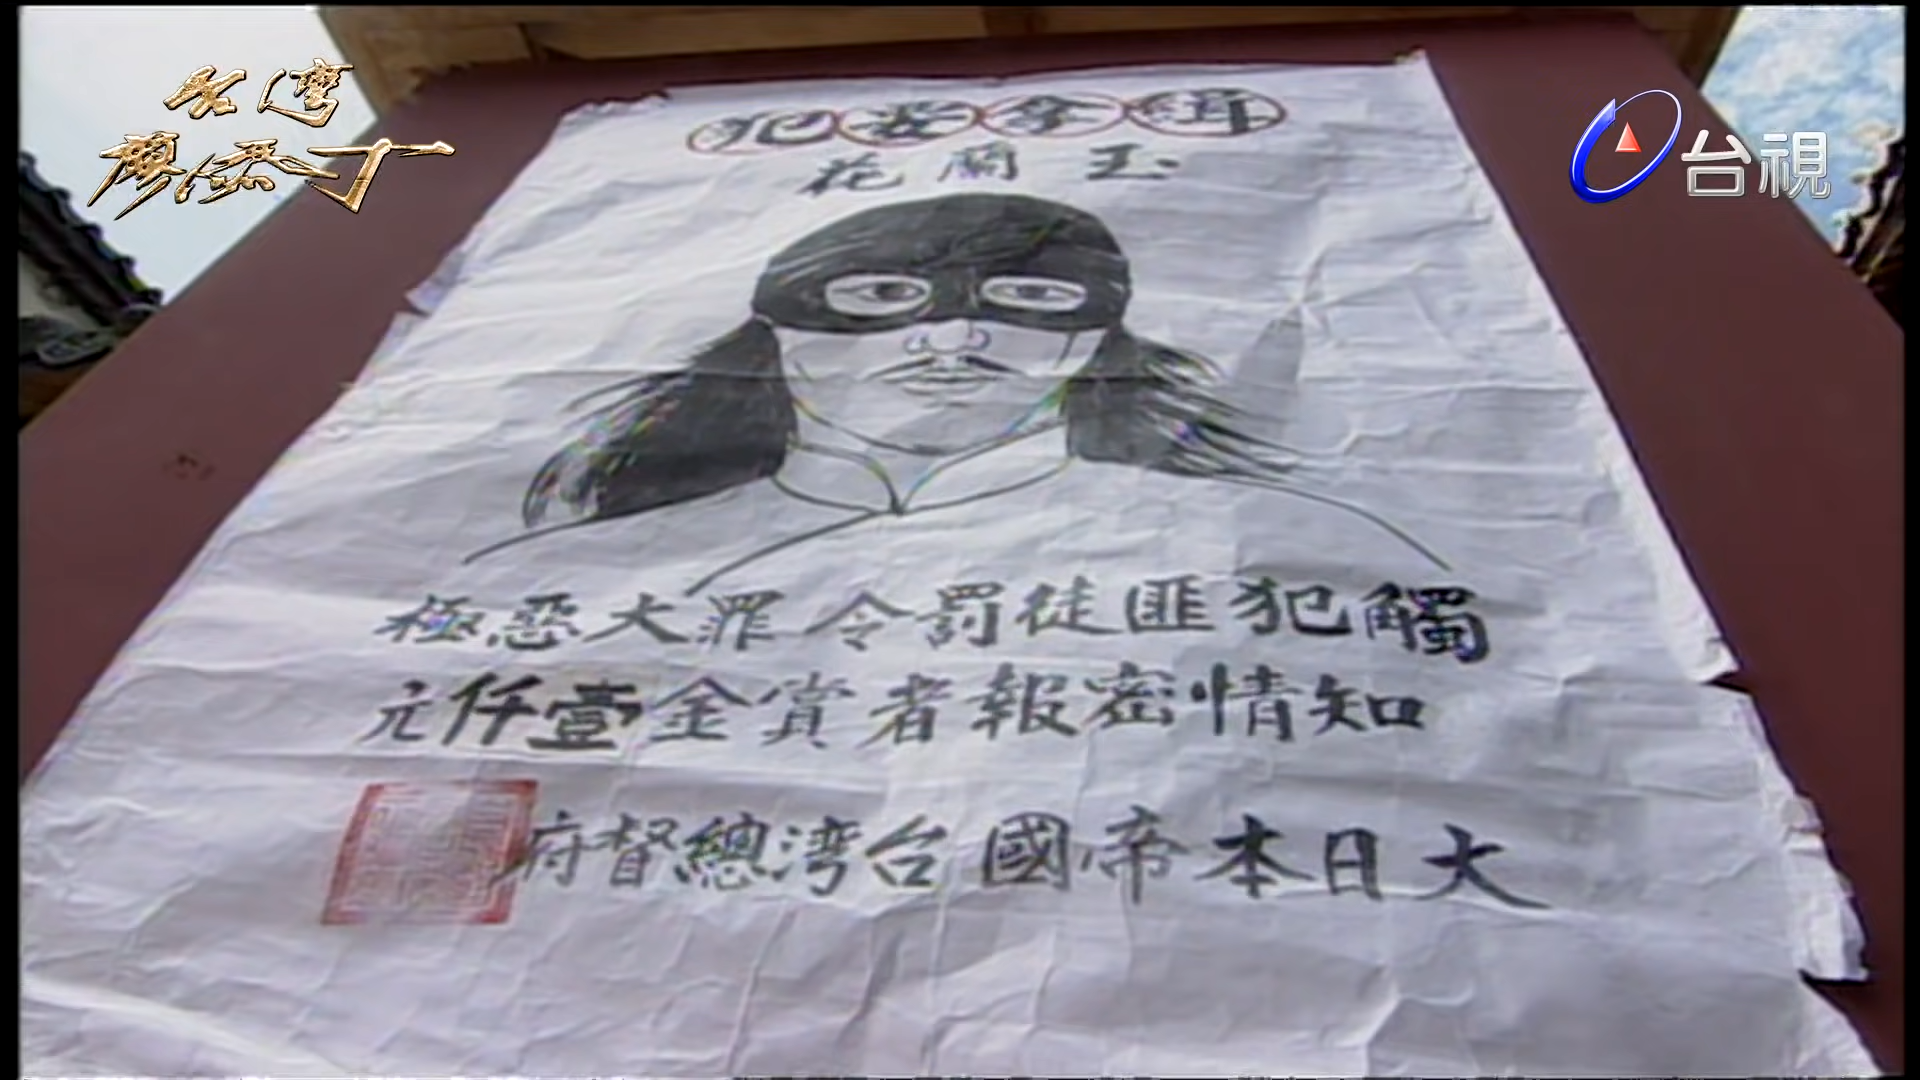 台灣
廖添丁
台視
緝拿要犯
玉蘭花
觸犯匪徒罰令罪大惡極
知情密報者賞金壹仟元
大日本帝國台湾總督府